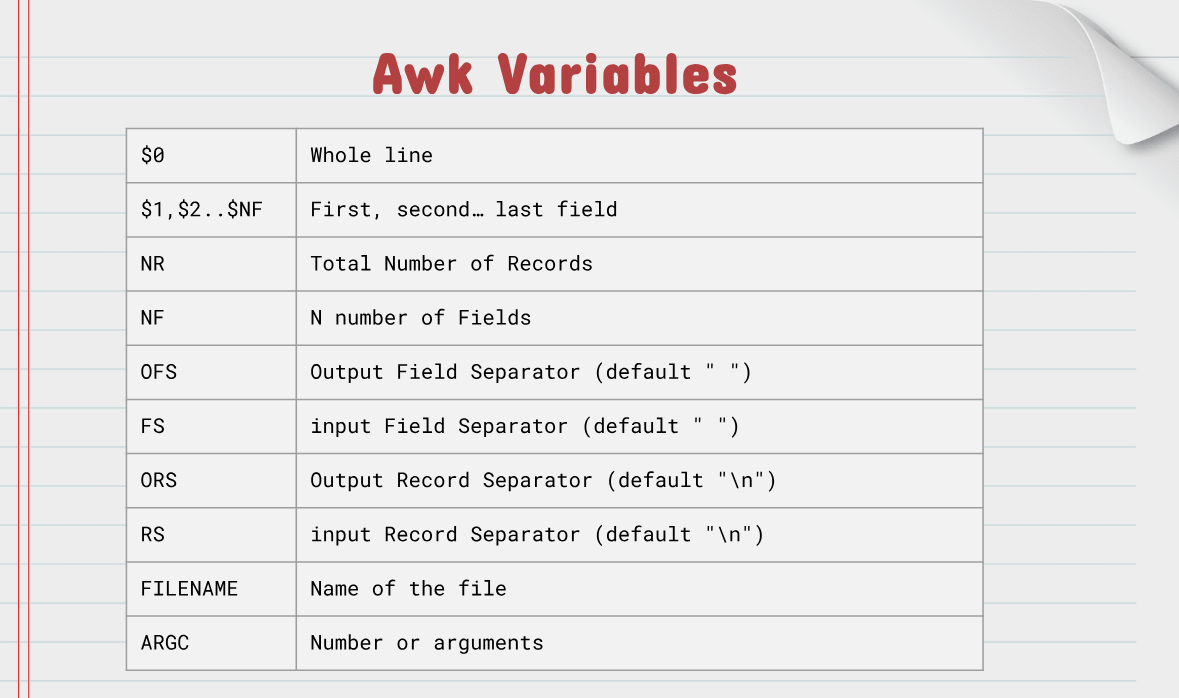 Awk Variables
$0 Whole line
$1,$2..$NF First, second… last field
NR Total Number of Records
NF N number of Fields
OFS Output Field Separator (default " ")
FS input Field Separator (default " ")
ORS Output Record Separator (default "\n")
RS input Record Separator (default "\n")
FILENAME Name of the file
ARGC Number or arguments